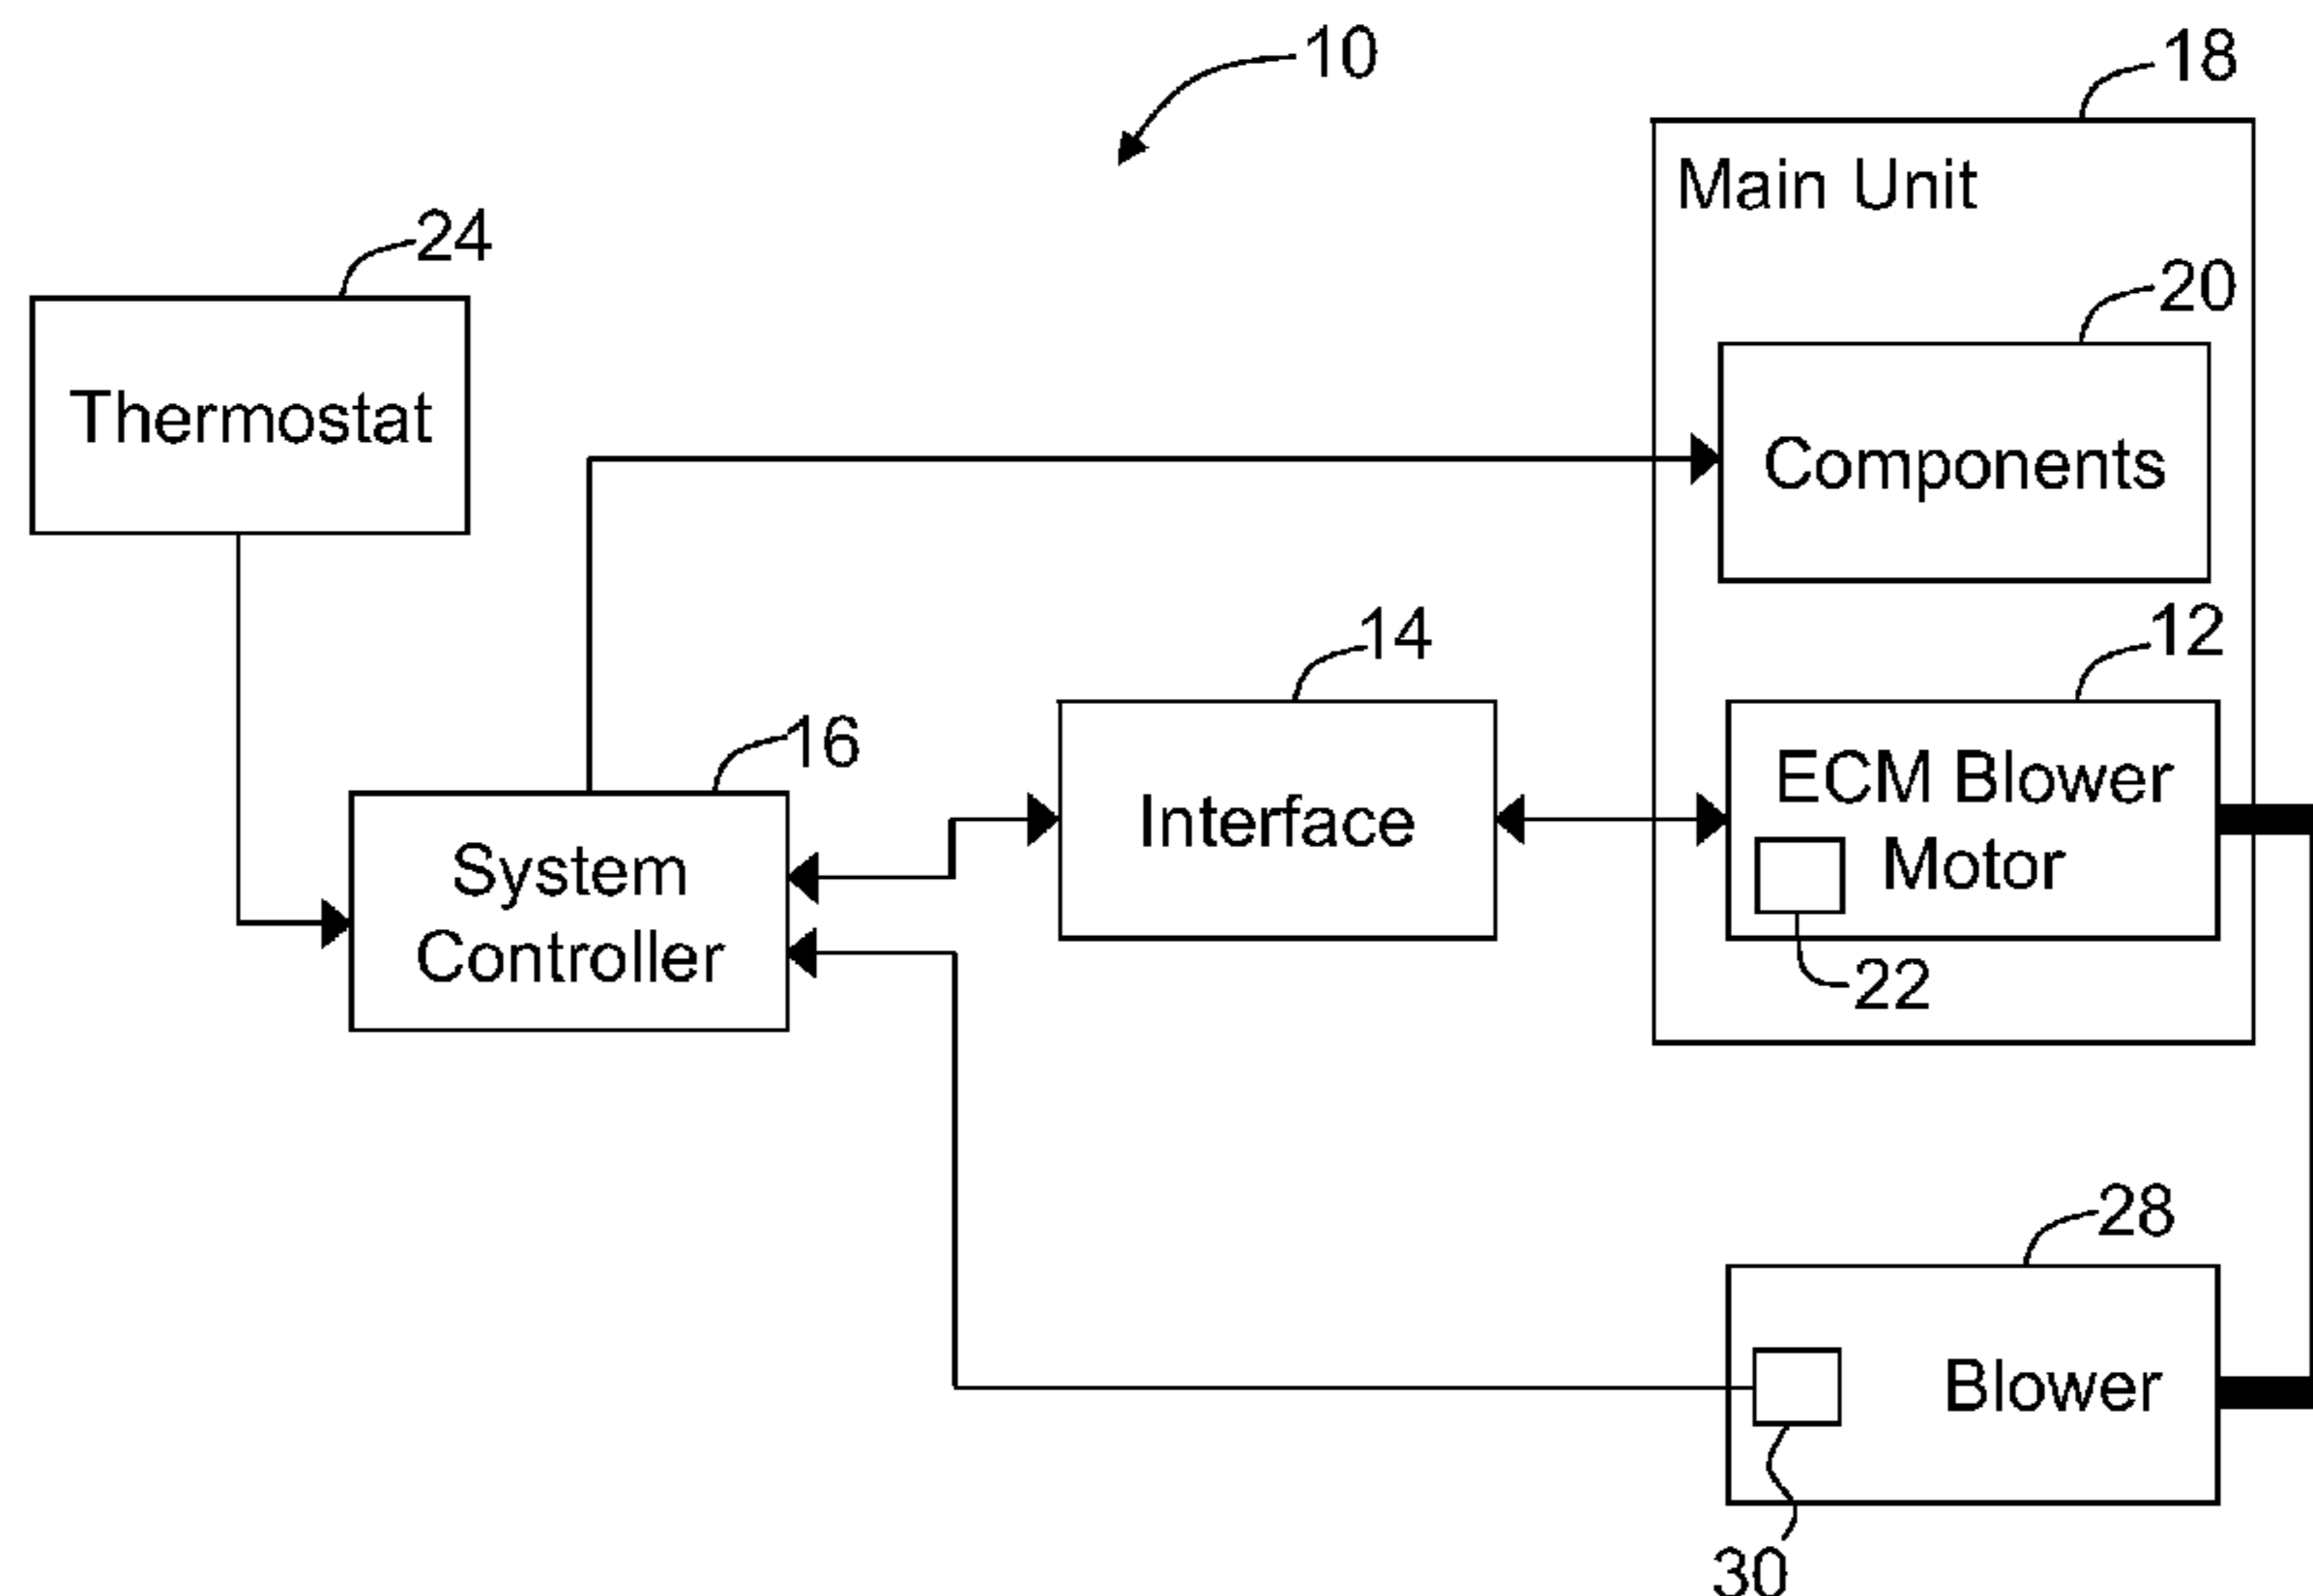 10
18
Main Unit
24
20
Thermostat
Components
14
12
16
ECM Blower
Motor
Interface
System
Controller
22
28
Blower
30